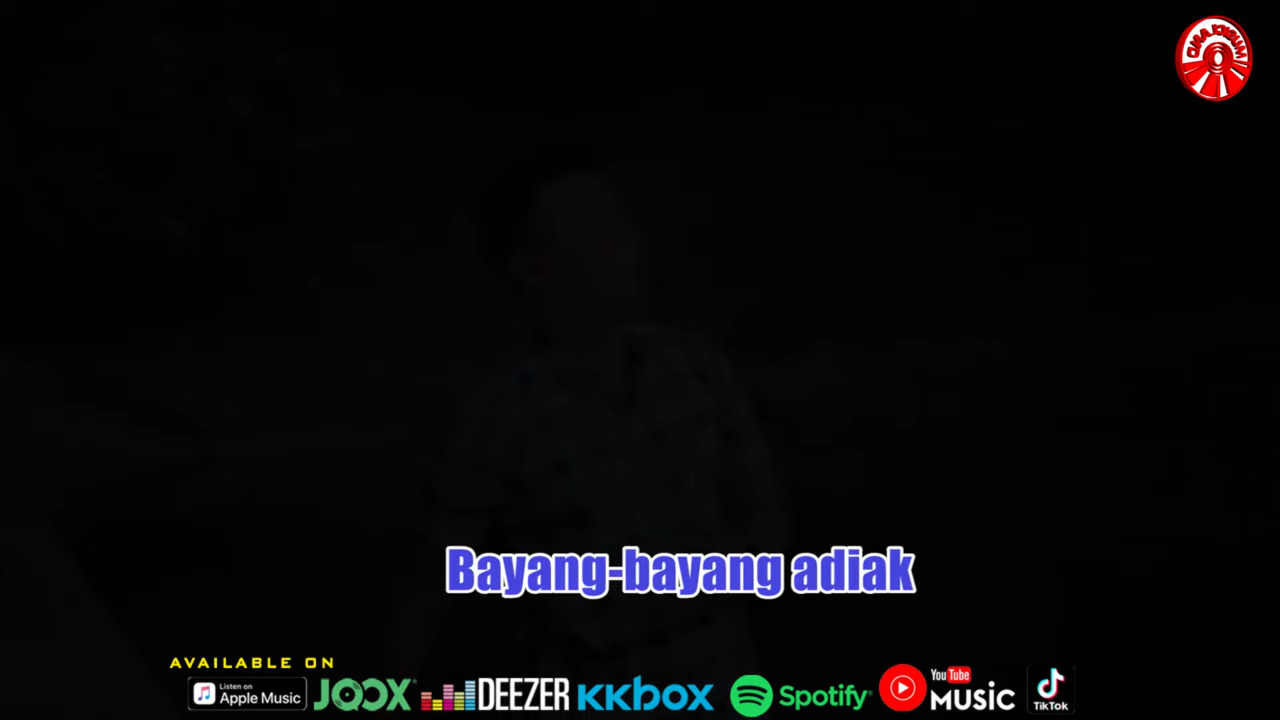 Bayang-bayang adiak
AVAILABLE ON
Listen on
Apple Music
JOOX
DEEZER
KKBOX
Spotify
YouTube
MUSIC
TikTok